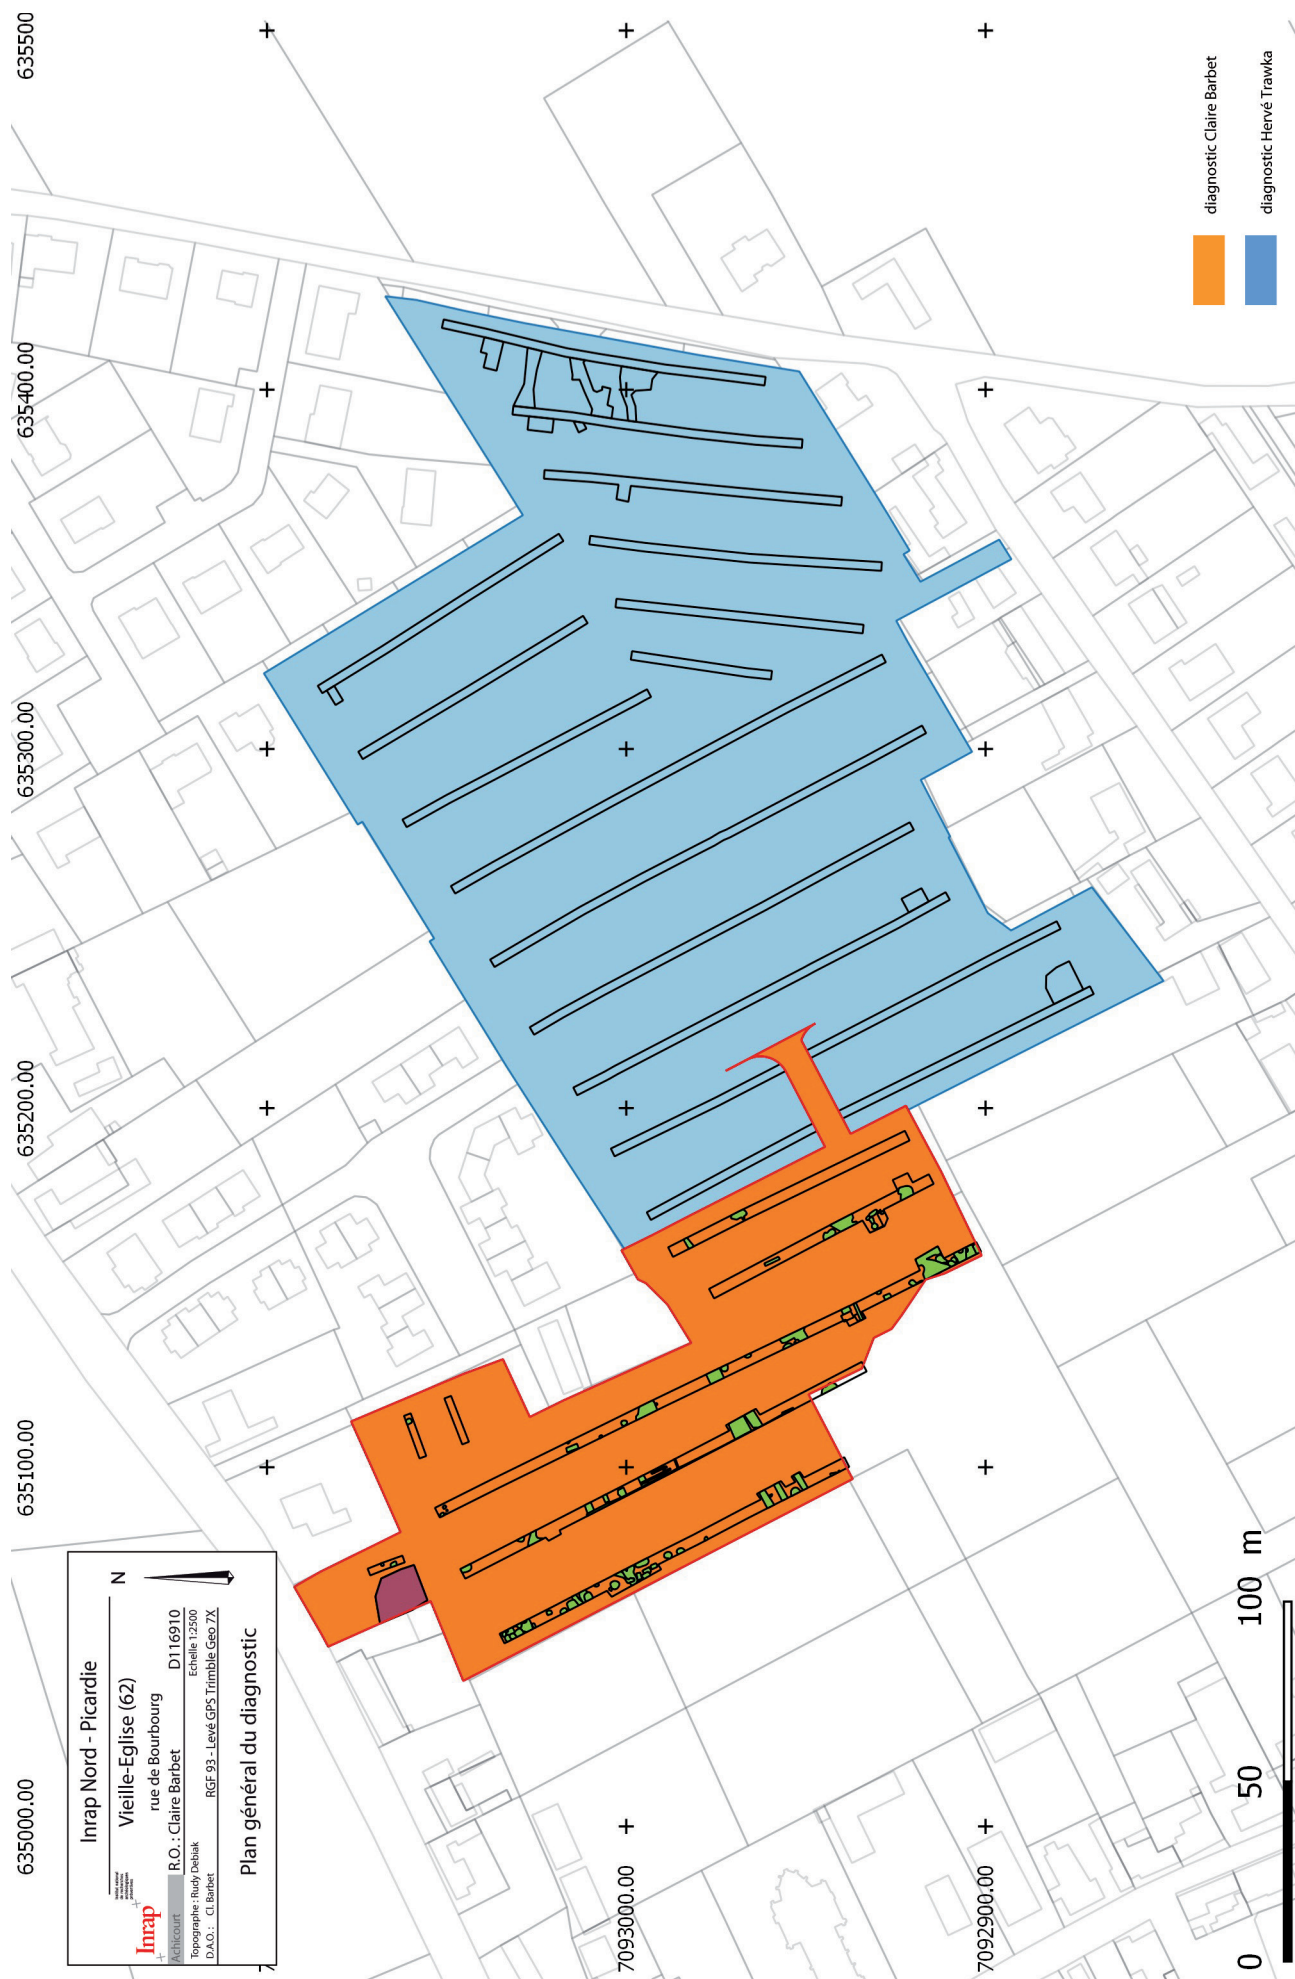 Inrap Nord - Picardie
Vieille-Eglise (62)
N
rue de Bourbourg
Inrap
Achicourt
R.O. : Claire Barbet
D116910
Topographe : Rudy Debiak
Echelle 1:2500
D.A.O. : Cl. Barbet
RGF 93 - Levé GPS Trimble Geo 7X
Plan général du diagnostic
635000.00
635100.00
635200.00
635300.00
635400.00
635500
7093000.00
7092900.00
diagnostic Claire Barbet
diagnostic Hervé Trawka
0
50
100 m